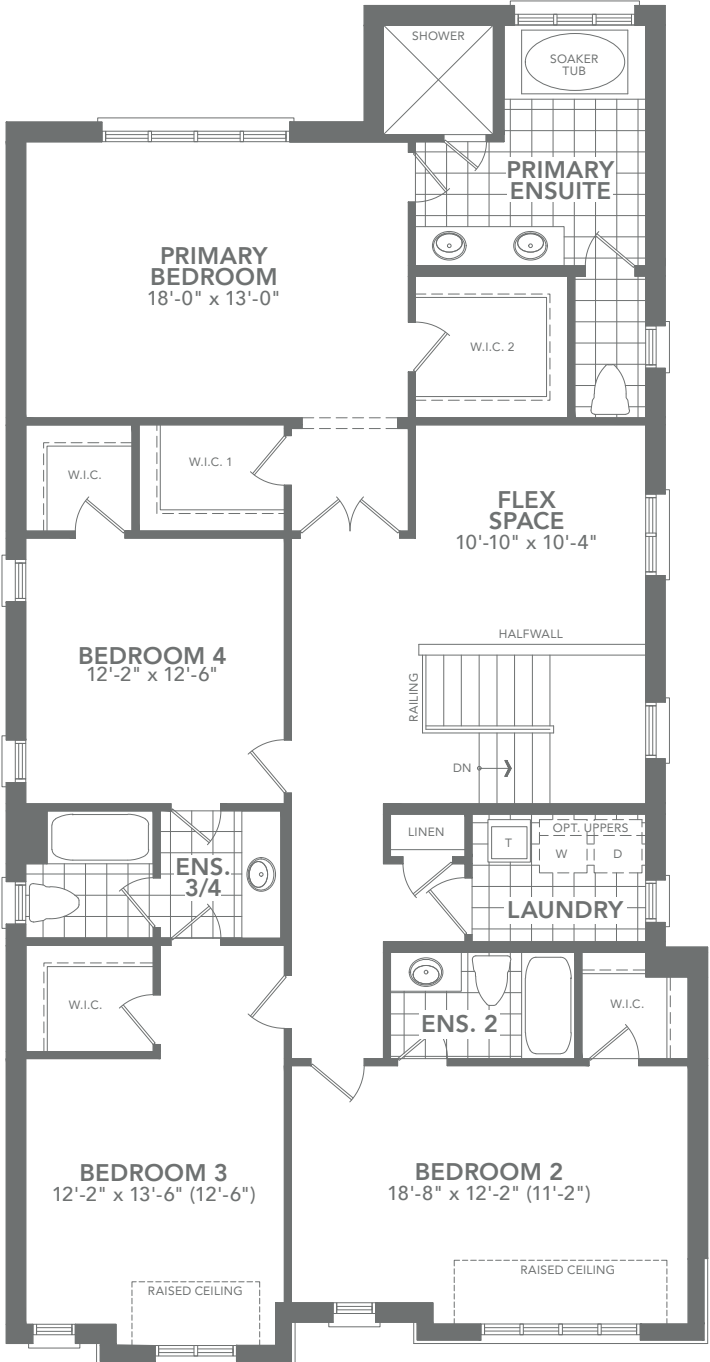 SHOWER
SOAKER
TUB
PRIMARY
ENSUITE
PRIMARY
BEDROOM
18'-0" x 13'-0"
W.I.C. 2
W.I.C.
W.I.C. 1
FLEX
SPACE
10'-10" x 10'-4"
HALFWALL
RAILING
BEDROOM 4
12'-2" x 12'-6"
DN
LINEN
T
OPT. UPPERS
W
D
ENS.
3/4
LAUNDRY
W.I.C.
ENS. 2
W.I.C.
BEDROOM 3
12'-2" x 13'-6" (12'-6")
BEDROOM 2
18'-8" x 12'-2" (11'-2")
RAISED CEILING
RAISED CEILING